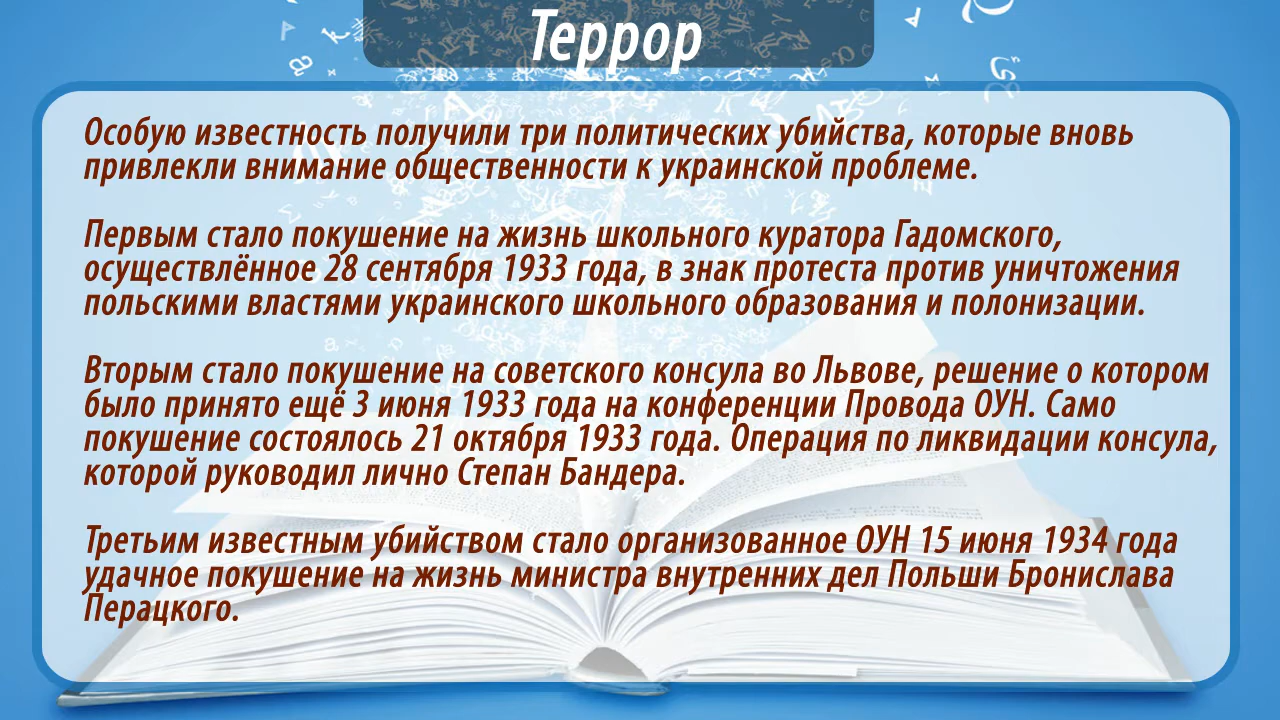 Террор
Особую известность получили три политических убийства, которые вновь
привлекли внимание общественности к украинской проблеме.
Первым стало покушение на жизнь школьного куратора Гадомского,
осуществлённое 28 сентября 1933 года, в знак протеста против уничтожения
польскими властями украинского школьного образования и полонизации.
Вторым стало покушение на советского консула во Львове, решение о котором
было принято ещё 3 июня 1933 года на конференции Провода ОУН. Само
покушение состоялось 21 октября 1933 года. Операция по ликвидации консула,
которой руководил лично Степан Бандера.
Третьим известным убийством стало организованное ОУН 15 июня 1934 года
удачное покушение на жизнь министра внутренних дел Польши Бронислава
Перацкого.